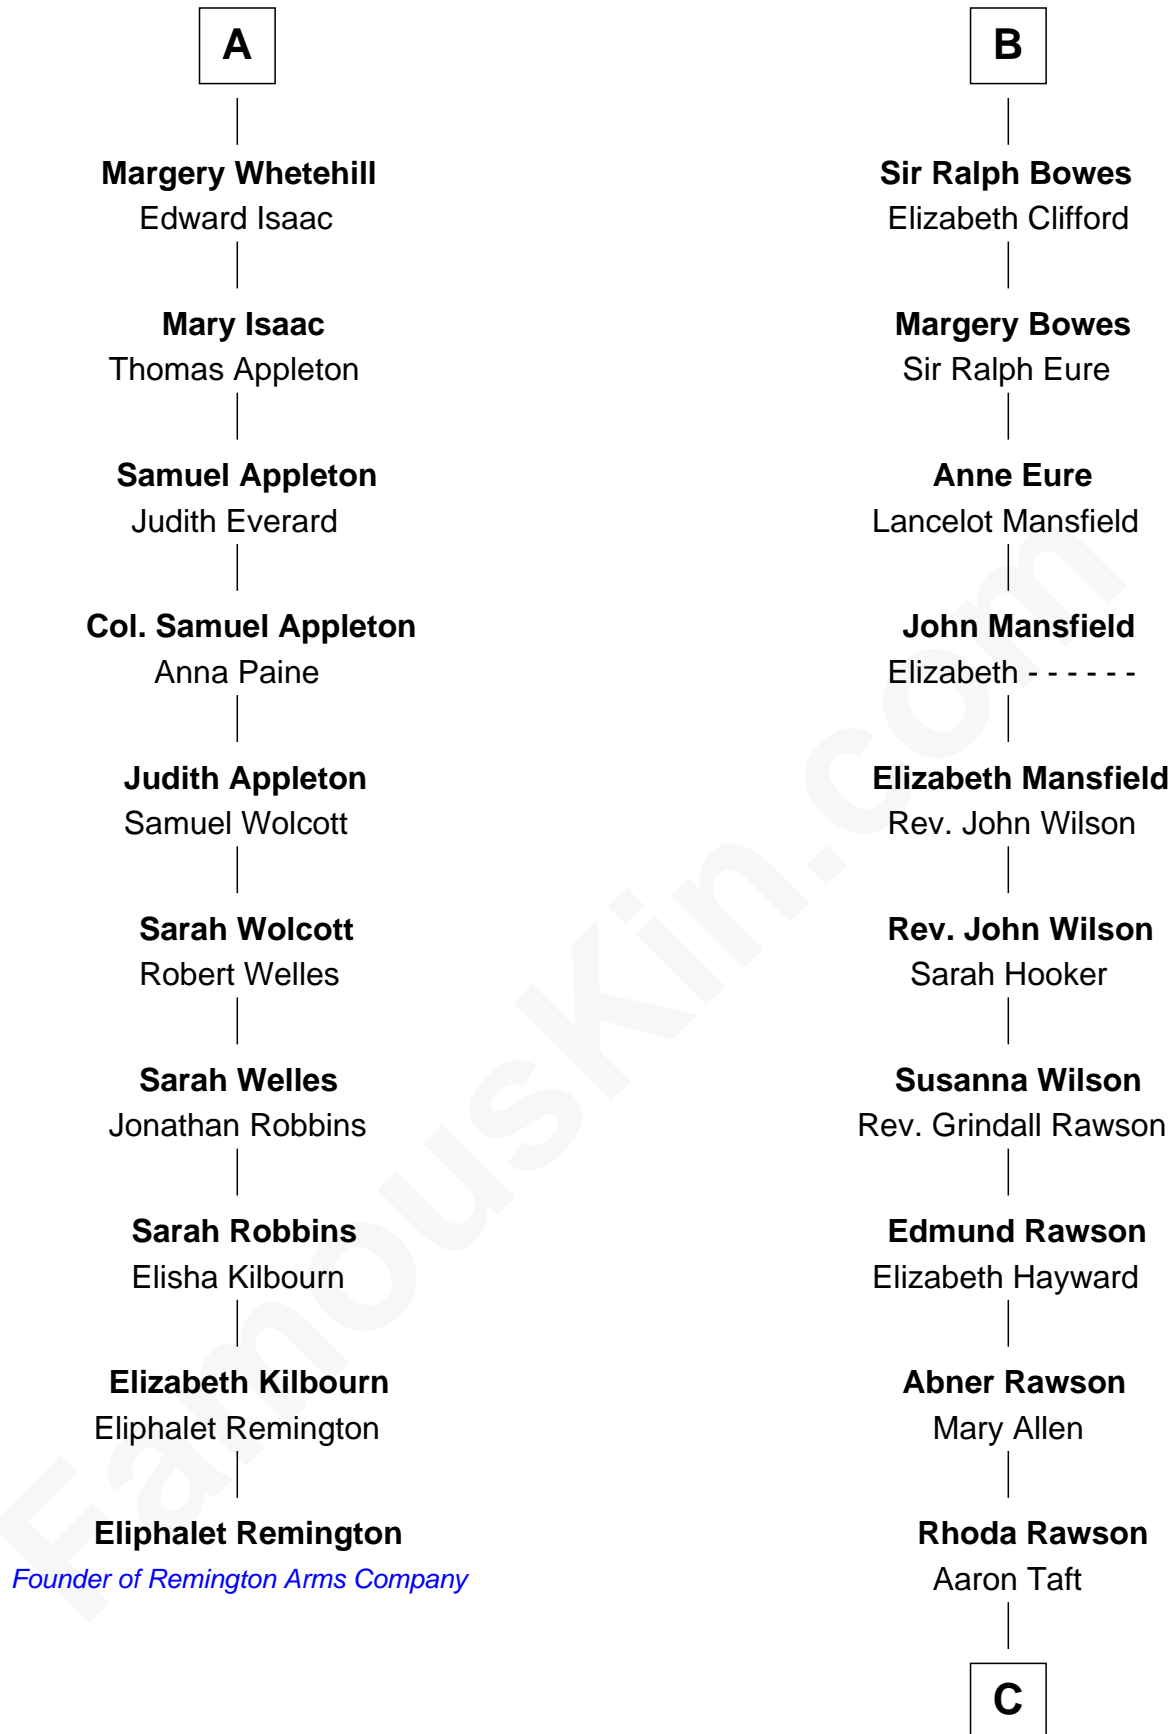 A
Margery Whetehill
Edward Isaac
Mary Isaac
Thomas Appleton
Samuel Appleton
Judith Everard
Col. Samuel Appleton
Anna Paine
Judith Appleton
Samuel Wolcott
Sarah Wolcott
Robert Welles
Sarah Welles
Jonathan Robbins
Sarah Robbins
Elisha Kilbourn
Elizabeth Kilbourn
Eliphalet Remington
Eliphalet Remington
Founder of Remington Arms Company
B
Sir Ralph Bowes
Elizabeth Clifford
Margery Bowes
Sir Ralph Eure
Anne Eure
Lancelot Mansfield
John Mansfield
Elizabeth - - - - - -
Elizabeth Mansfield
Rev. John Wilson
Rev. John Wilson
Sarah Hooker
Susanna Wilson
Rev. Grindall Rawson
Edmund Rawson
Elizabeth Hayward
Abner Rawson
Mary Allen
Rhoda Rawson
Aaron Taft
C
FamousKin.com